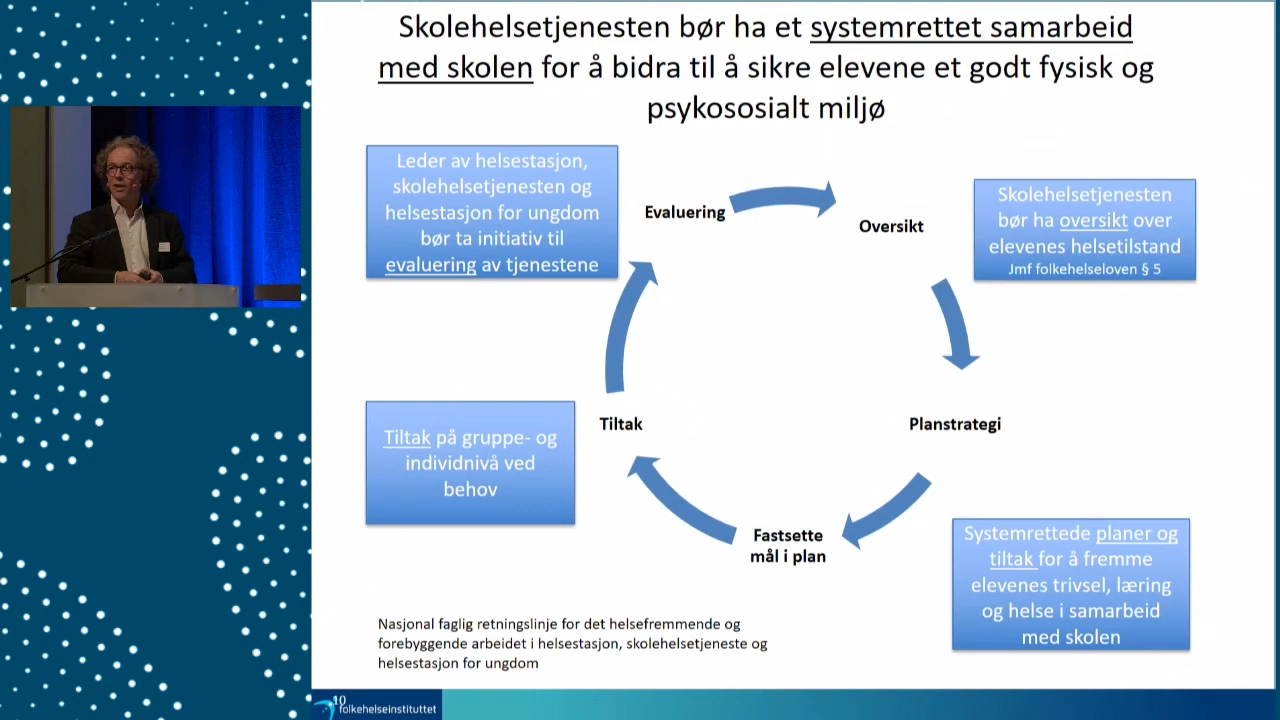 Skolehelsetjenesten bør ha et systemrettet samarbeid
med skolen for å bidra til å sikre elevene et godt fysisk og
psykososialt miljø
Leder av helsestasjon,
skolehelsetjenesten og
helsestasjon for ungdom
bør ta initiativ til
evaluering av tjenestene
Evaluering
Oversikt
Skolehelsetjenesten
bør ha oversikt over
elevenes helsetilstand
Jmf folkehelseloven § 5
Tiltak på gruppe- og
individnivå ved
behov
Tiltak
Planstrategi
Fastsette
mål i plan
Systemrettede planer og
tiltak for å fremme
elevenes trivsel, læring
og helse i samarbeid
med skolen
Nasjonal faglig retningslinje for det helsefremmende og
forebyggende arbeidet i helsestasjon, skolehelsetjeneste og
helsestasjon for ungdom
10
folkehelseinstituttet